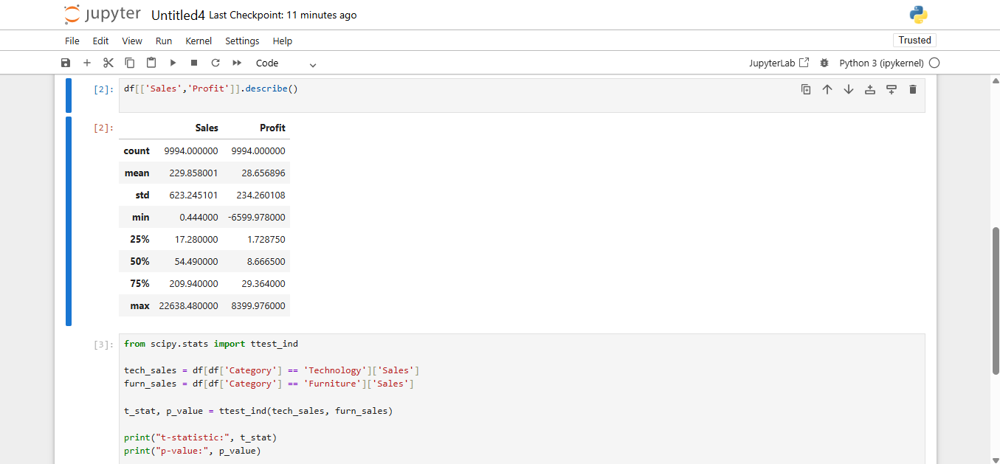 jupyter Untitled4 Last Checkpoint: 11 minutes ago
File Edit View Run Kernel Settings Help Trusted
Code JupyterLab Python 3 (ipykernel)
[2]: df[['Sales','Profit']].describe()
[2]: Sales Profit
count 9994.000000 9994.000000
mean 229.858001 28.656896
std 623.245101 234.260108
min 0.444000 -6599.978000
25% 17.280000 1.728750
50% 54.490000 8.666500
75% 209.940000 29.364000
max 22638.480000 8399.976000
[3]: from scipy.stats import ttest_ind
tech_sales = df[df['Category'] == 'Technology']['Sales']
furn_sales = df[df['Category'] == 'Furniture']['Sales']
t_stat, p_value = ttest_ind(tech_sales, furn_sales)
print("t-statistic:", t_stat)
print("p-value:", p_value)